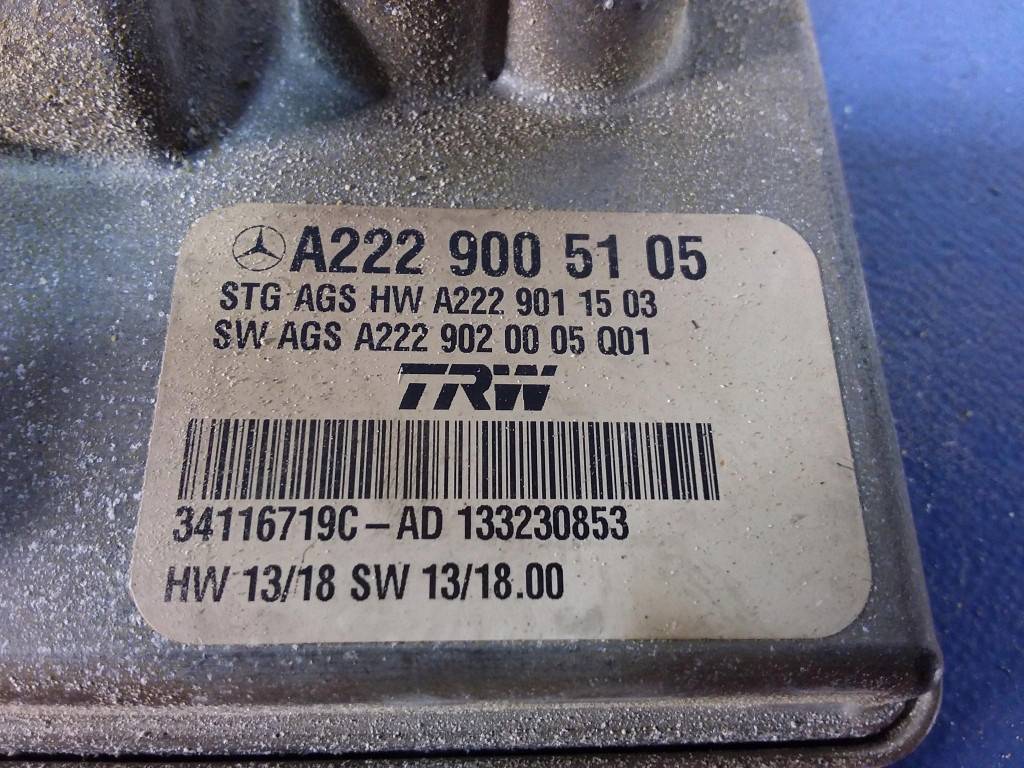 A222 900 51 05
STG AGS HW A222 901 15 03
SW AGS A222 902 00 05 Q01
TRW
34116719C-AD 133230853
HW 13/18 SW 13/18.00